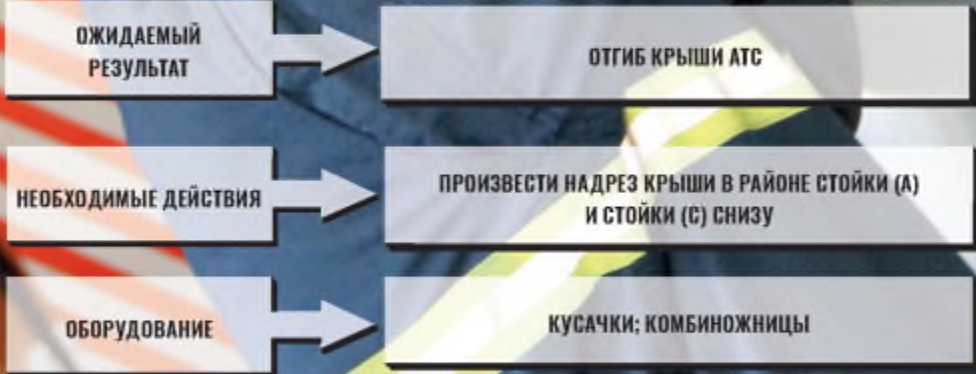 ОЖИДАЕМЫЙ
РЕЗУЛЬТАТ
ОТГИБ КРЫШИ АТС
НЕОБХОДИМЫЕ ДЕЙСТВИЯ
ПРОИЗВЕСТИ НАДРЕЗ КРЫШИ В РАЙОНЕ СТОЙКИ (А)
И СТОЙКИ (С) СНИЗУ
ОБОРУДОВАНИЕ
КУСАЧКИ; КОМБИНОЖНИЦЫ